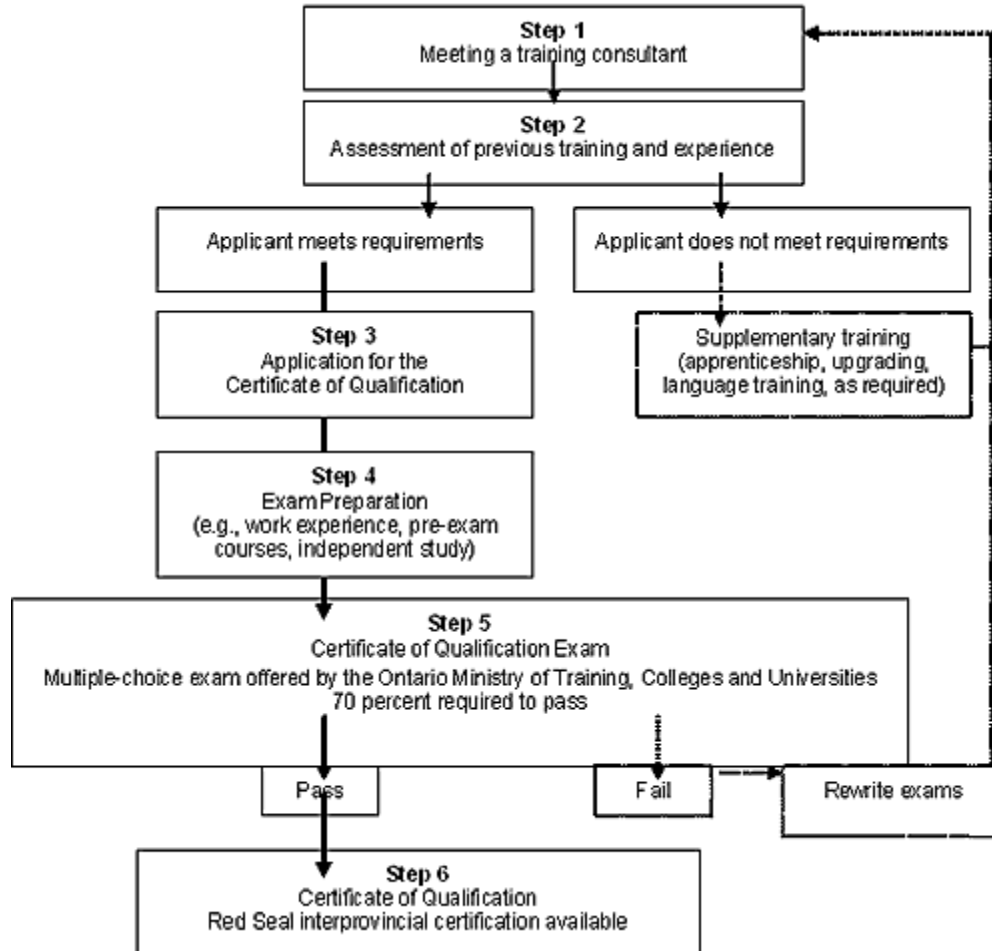 Step 1
Meeting a training consultant
Step 2
Assessment of previous training and experience
Applicant meets requirements
Applicant does not meet requirements
Step 3
Application for the
Certificate of Qualification
Supplementary training
(apprenticeship, upgrading,
language training, as required)
Step 4
Exam Preparation
(e.g., work experience, pre-exam
courses, independent study)
Step 5
Certificate of Qualification Exam
Multiple-choice exam offered by the Ontario Ministry of Training, Colleges and Universities
70 percent required to pass
Pass
Fail
Rewrite exams
Step 6
Certificate of Qualification
Red Seal interprovincial certification available